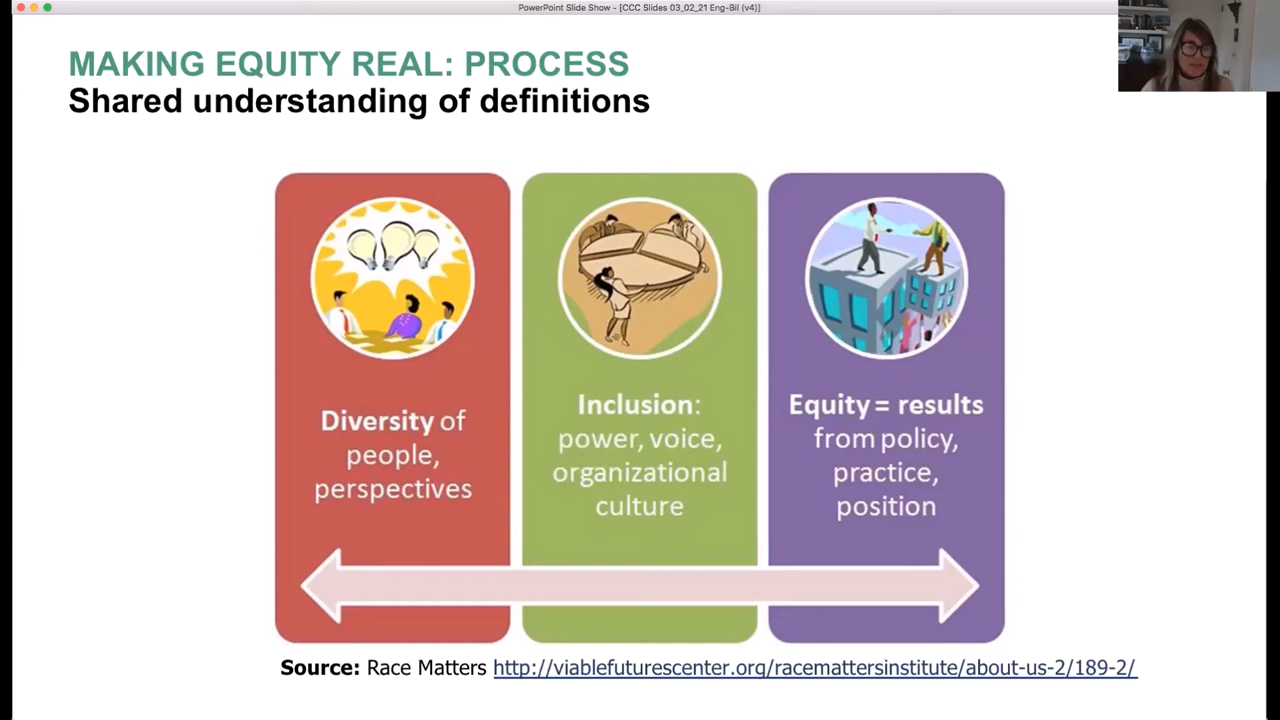 PowerPoint Slide Show - [CCC Slides 03_02_21 Eng-Bil (v4)]
MAKING EQUITY REAL: PROCESS
Shared understanding of definitions
Diversity of
people,
perspectives
Inclusion:
power, voice,
organizational
culture
Equity = results
from policy,
practice,
position
Source: Race Matters http://viablefuturescenter.org/racemattersinstitute/about-us-2/189-2/